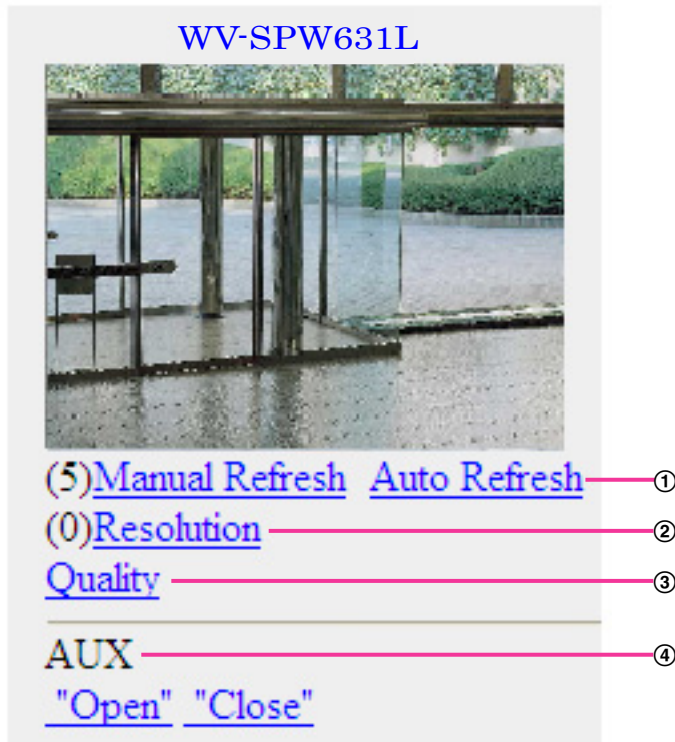 WV-SPW631L
(5)Manual Refresh Auto Refresh ①
(0)Resolution ②
Quality ③
AUX ④
"Open" "Close"